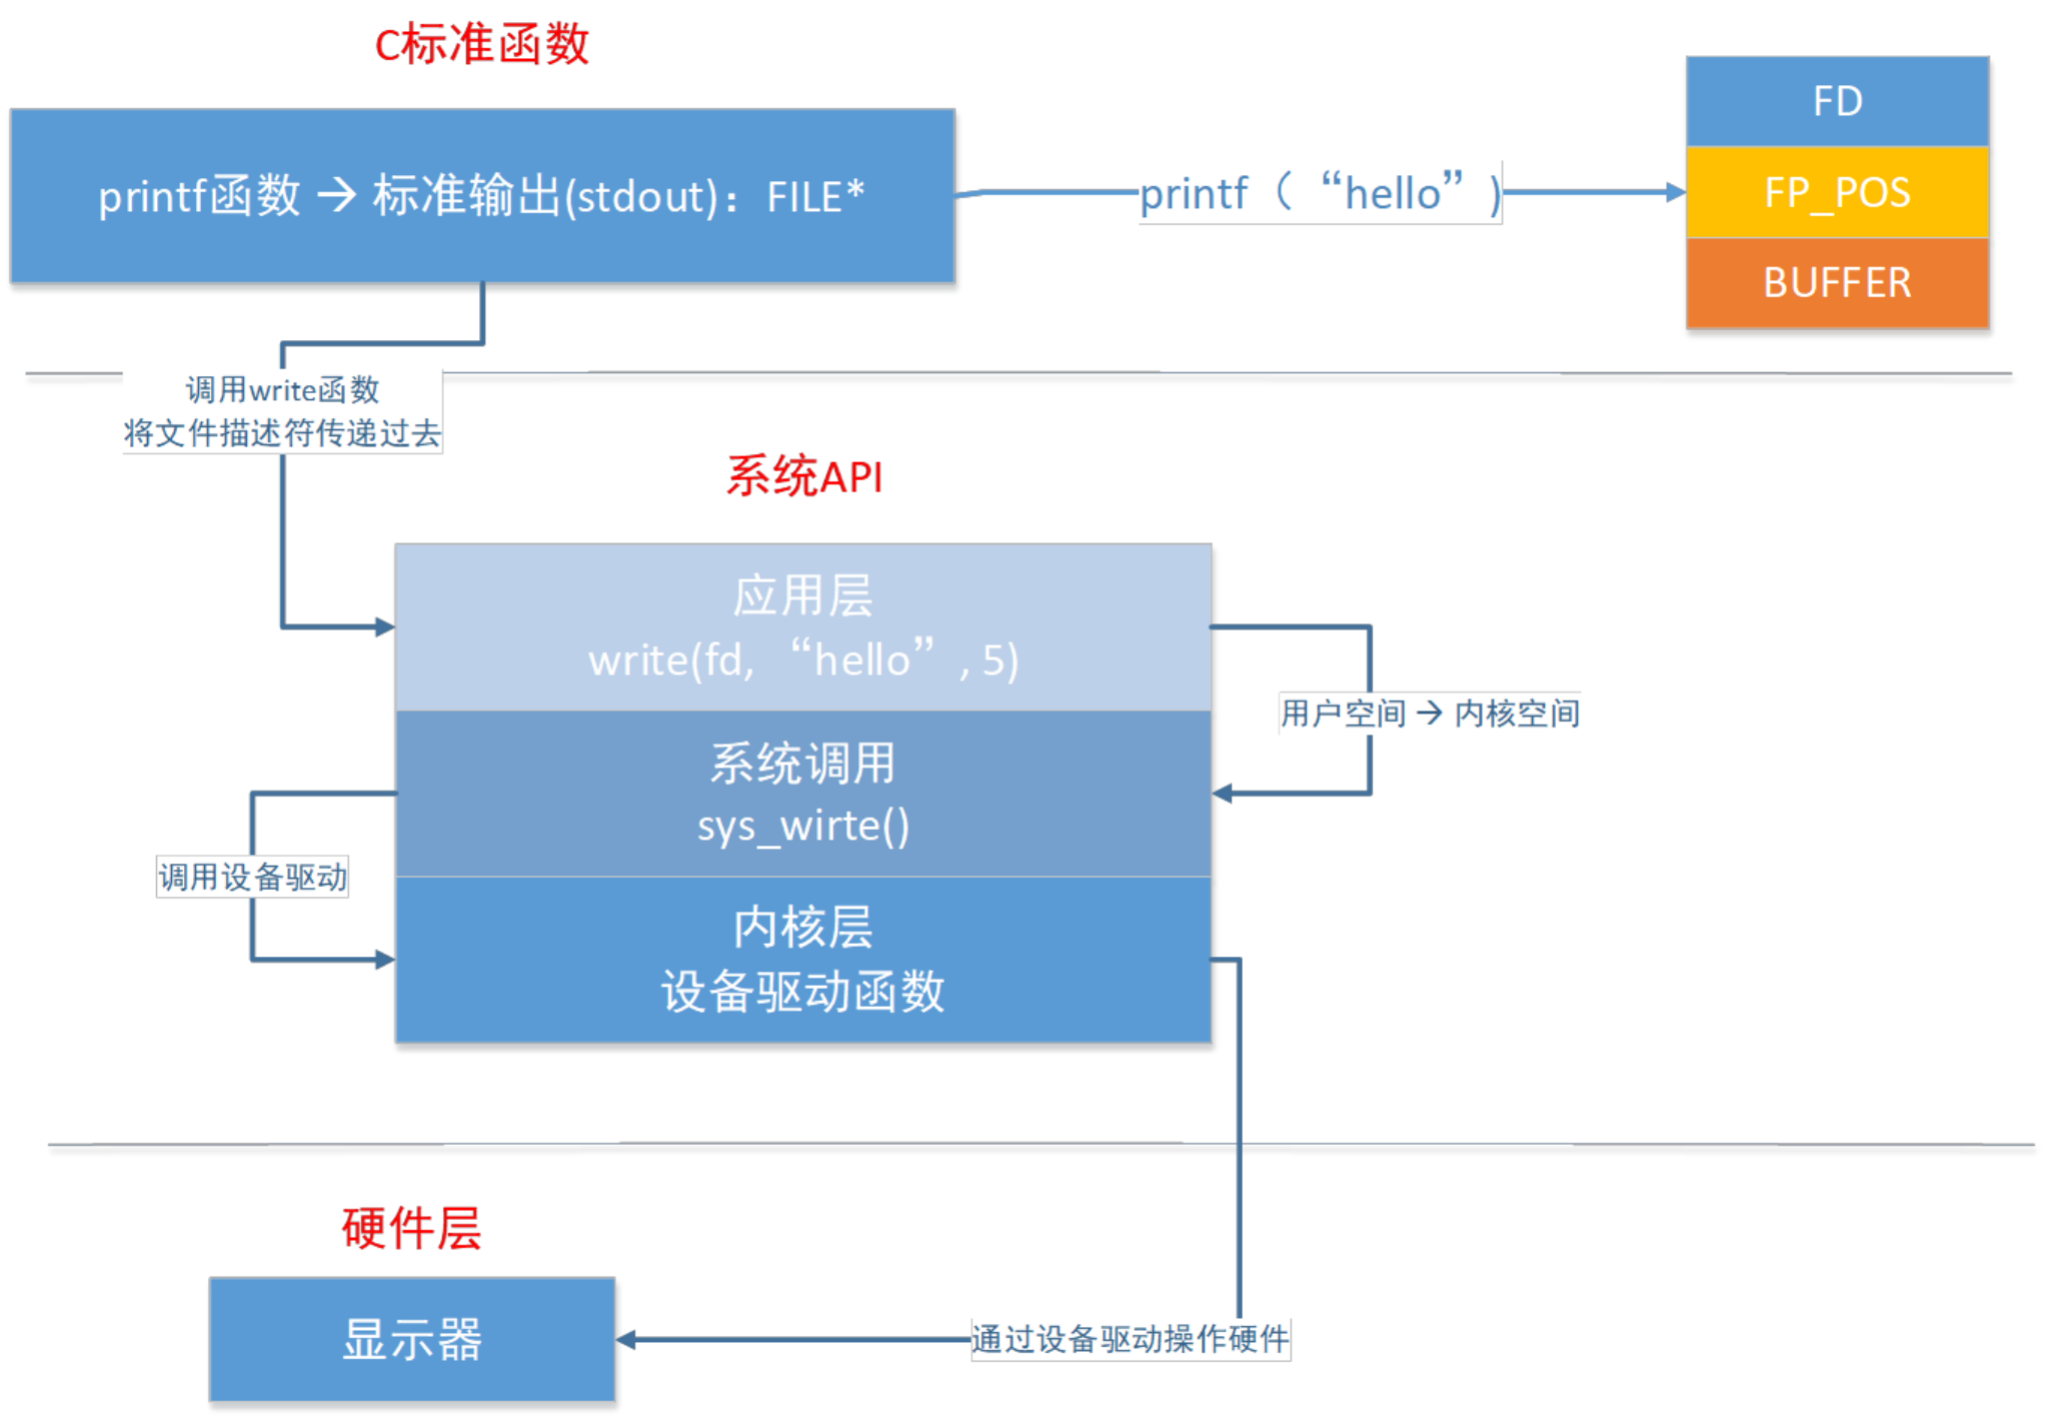 C标准函数
printf函数 → 标准输出(stdout)：FILE*
printf（ “hello” )
FD
FP_POS
BUFFER
调用write函数
将文件描述符传递过去
系统API
应用层
write(fd, “hello” , 5)
用户空间 → 内核空间
系统调用
sys_wirte()
调用设备驱动
内核层
设备驱动函数
硬件层
显示器
通过设备驱动操作硬件